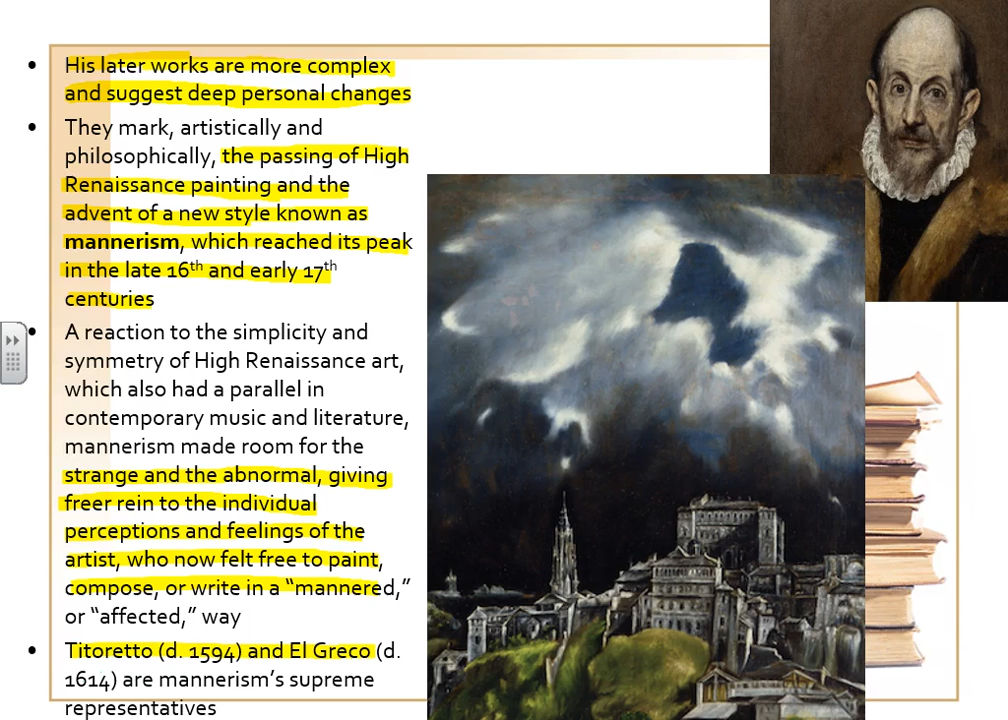 His later works are more complex
and suggest deep personal changes
They mark, artistically and
philosophically, the passing of High
Renaissance painting and the
advent of a new style known as
mannerism, which reached its peak
in the late 16th and early 17th
centuries
A reaction to the simplicity and
symmetry of High Renaissance art,
which also had a parallel in
contemporary music and literature,
mannerism made room for the
strange and the abnormal, giving
freer rein to the individual
perceptions and feelings of the
artist, who now felt free to paint,
compose, or write in a “mannered,”
or “affected,” way
Titoretto (d. 1594) and El Greco (d.
1614) are mannerism’s supreme
representatives